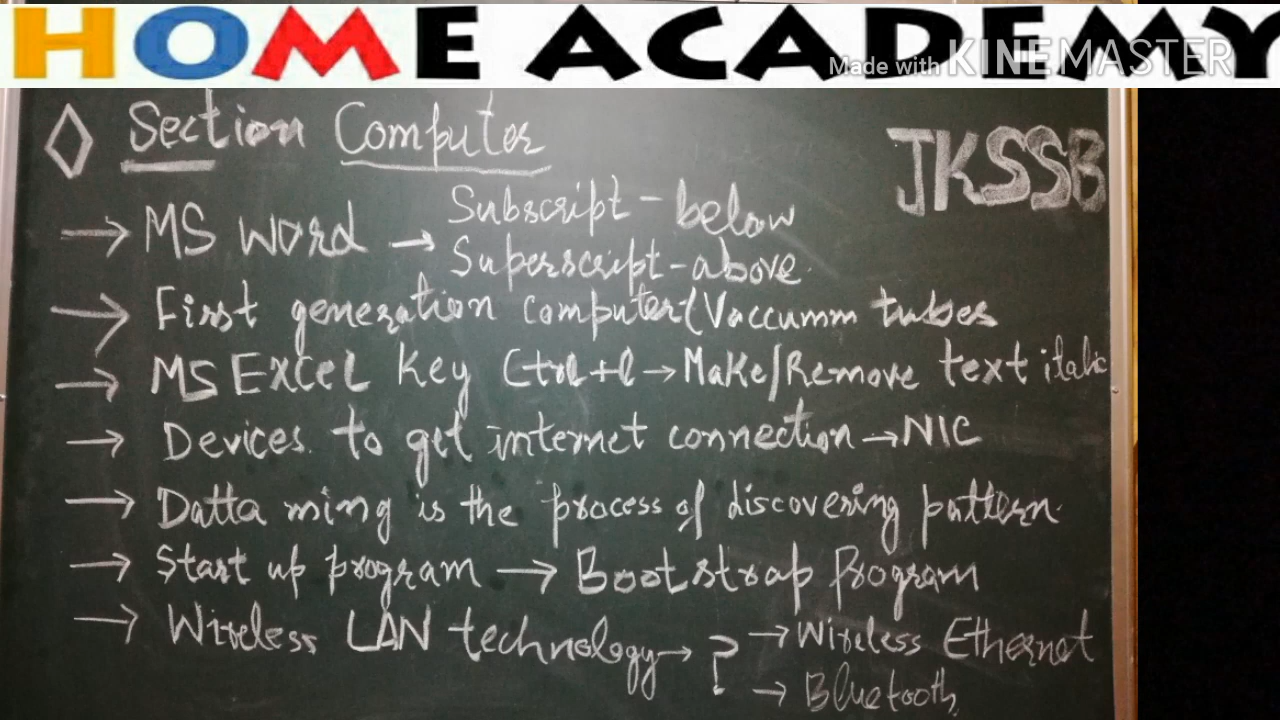 HOME ACADEMY
Made with KINEMASTER
Section Computer
JKSSB
→ MS Word → Subscript - below
Superscript - above
→ First generation computer (Vaccumm tubes
→ MS Excel Key Ctrl+l → Make/Remove text italic
→ Devices to get internet connection → NIC
→ Datta ming is the process of discovering pattern
→ Start up program → Bootstrap Program
→ Wireless LAN technology → ? → Wireless Ethernet
→ Bluetooth